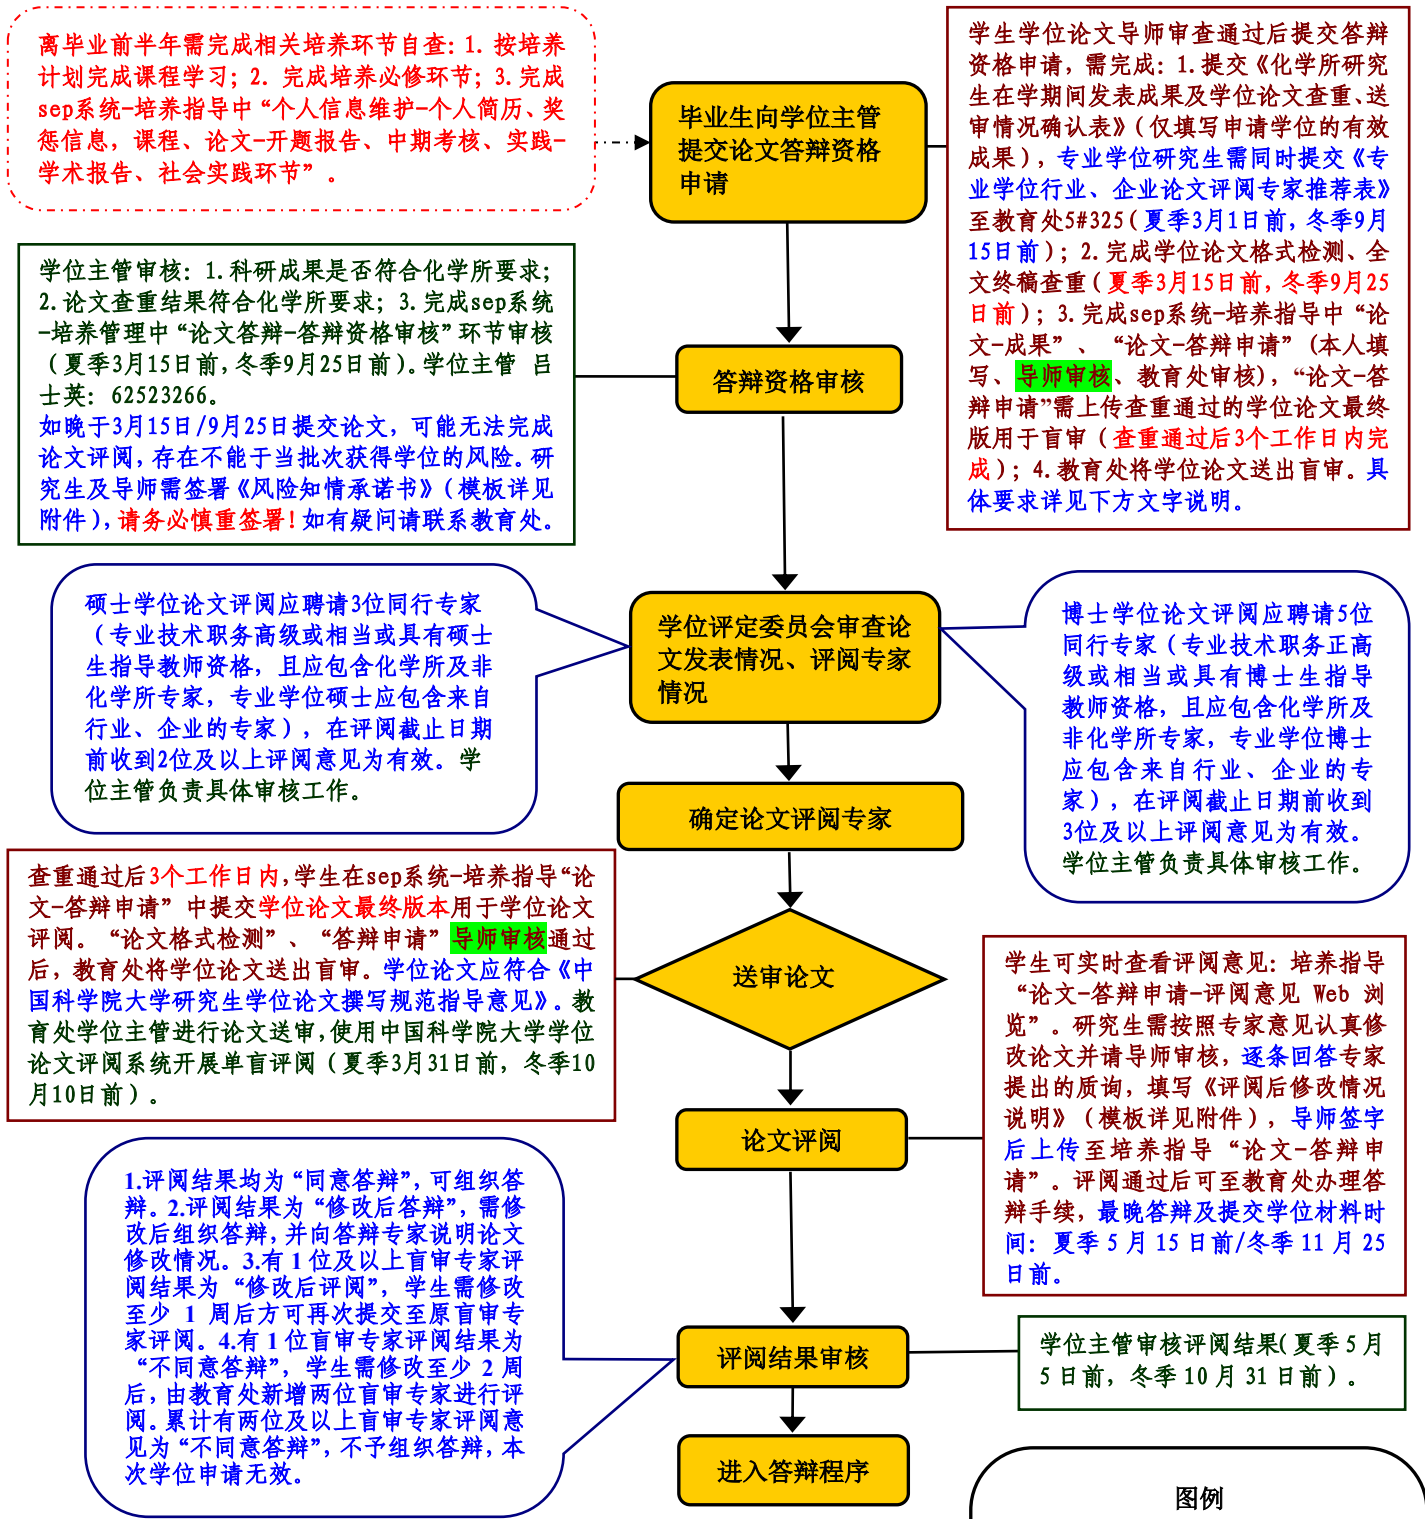 离毕业前半年需完成相关培养环节自查：1. 按培养
计划完成课程学习；2. 完成培养必修环节；3. 完成
sep系统-培养指导中“个人信息维护-个人简历、奖
惩信息，课程、论文-开题报告、中期考核、实践-
学术报告、社会实践环节”。
毕业生向学位主管
提交论文答辩资格
申请
学生学位论文导师审查通过后提交答辩
资格申请，需完成：1.提交《化学所研究
生在学期间发表成果及学位论文查重、送
审情况确认表》（仅填写申请学位的有效
成果），专业学位研究生需同时提交《专
业学位行业、企业论文评阅专家推荐表》
至教育处5#325（夏季3月1日前，冬季9月
15日前）；2.完成学位论文格式检测、全
文终稿查重（夏季3月15日前，冬季9月25
日前）；3.完成sep系统-培养指导中“论
文-成果”、“论文-答辩申请”（本人填
写、导师审核、教育处审核），“论文-答
辩申请”需上传查重通过的学位论文最终
版用于盲审（查重通过后3个工作日内完
成）；4.教育处将学位论文送出盲审。具
体要求详见下方文字说明。
学位主管审核：1.科研成果是否符合化学所要求；
2.论文查重结果符合化学所要求；3.完成sep系统
-培养管理中“论文答辩-答辩资格审核”环节审核
（夏季3月15日前，冬季9月25日前）。学位主管 吕
士英：62523266。
如晚于3月15日/9月25日提交论文，可能无法完成
论文评阅，存在不能于当批次获得学位的风险。研
究生及导师需签署《风险知情承诺书》（模板详见
附件），请务必慎重签署！如有疑问请联系教育处。
答辩资格审核
硕士学位论文评阅应聘请3位同行专家
（专业技术职务高级或相当或具有硕士
生指导教师资格，且应包含化学所及非
化学所专家，专业学位硕士应包含来自
行业、企业的专家），在评阅截止日期
前收到2位及以上评阅意见为有效。学
位主管负责具体审核工作。
学位评定委员会审查论
文发表情况、评阅专家
情况
博士学位论文评阅应聘请5位
同行专家（专业技术职务正高
级或相当或具有博士生指导
教师资格，且应包含化学所及
非化学所专家，专业学位博士
应包含来自行业、企业的专
家），在评阅截止日期前收到
3位及以上评阅意见为有效。
学位主管负责具体审核工作。
确定论文评阅专家
查重通过后3个工作日内，学生在sep系统-培养指导“论
文-答辩申请”中提交学位论文最终版本用于学位论文
评阅。“论文格式检测”、“答辩申请”导师审核通过
后，教育处将学位论文送出盲审。学位论文应符合《中
国科学院大学研究生学位论文撰写规范指导意见》。教
育处学位主管进行论文送审，使用中国科学院大学学位
论文评阅系统开展单盲评阅（夏季3月31日前，冬季10
月10日前）。
送审论文
学生可实时查看评阅意见：培养指导
“论文-答辩申请-评阅意见 Web 浏
览”。研究生需按照专家意见认真修
改论文并请导师审核，逐条回答专家
提出的质询，填写《评阅后修改情况
说明》（模板详见附件），导师签字
后上传至培养指导“论文-答辩申
请”。评阅通过后可至教育处办理答
辩手续，最晚答辩及提交学位材料时
间：夏季 5 月 15 日前/冬季 11 月 25
日前。
论文评阅
1.评阅结果均为“同意答辩”，可组织答
辩。2.评阅结果为“修改后答辩”，需修
改后组织答辩，并向答辩专家说明论文
修改情况。3.有 1 位及以上盲审专家评
阅结果为“修改后评阅”，学生需修改
至少 1 周后方可再次提交至原盲审专
家评阅。4.有 1 位盲审专家评阅结果为
“不同意答辩”，学生需修改至少 2 周
后，由教育处新增两位盲审专家进行评
阅。累计有两位及以上盲审专家评阅意
见为“不同意答辩”，不予组织答辩，本
次学位申请无效。
评阅结果审核
学位主管审核评阅结果（夏季 5 月
5 日前，冬季 10 月 31 日前）。
进入答辩程序
图例